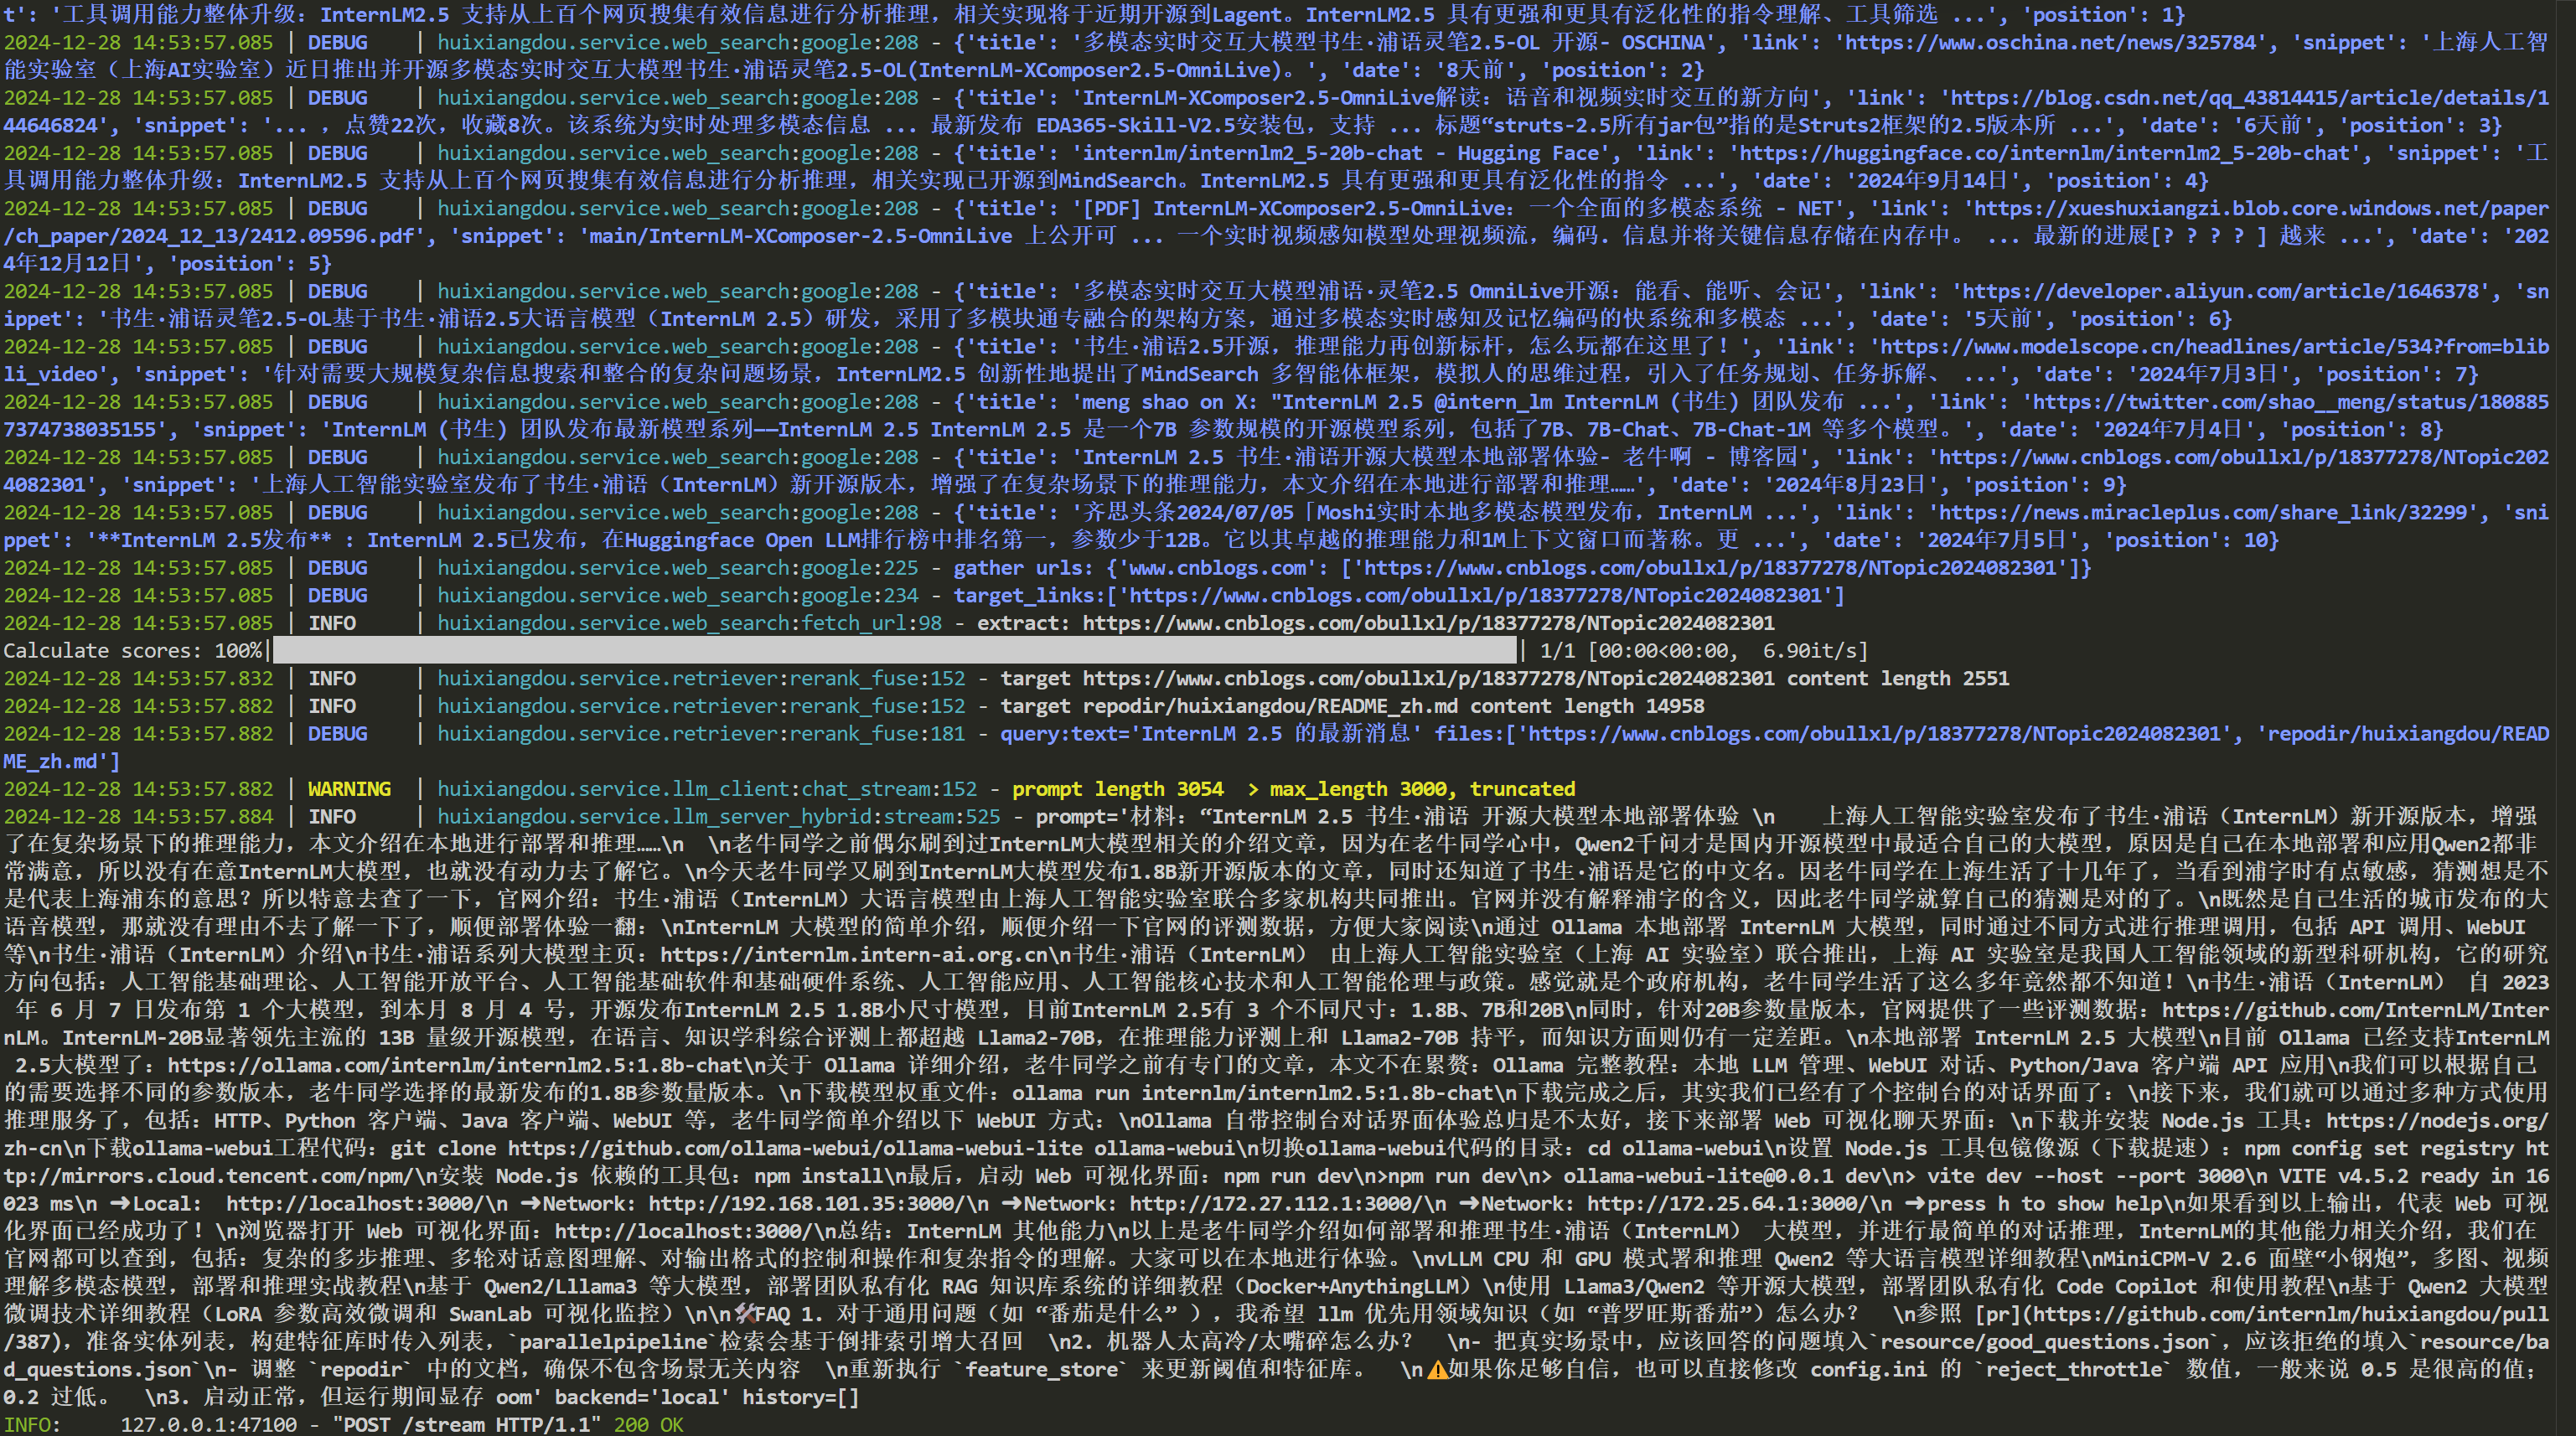 t': '工具调用能力整体升级：InternLM2.5 支持从上百个网页搜集有效信息进行分析推理，相关实现将于近期开源到Lagent。InternLM2.5 具有更强和更具有泛化性的指令理解、工具筛选 ...', 'position': 1}
2024-12-28 14:53:57.085 | DEBUG    | huixiangdou.service.web_search:google:208 - {'title': '多模态实时交互大模型书生·浦语灵笔2.5-OL 开源- OSCHINA', 'link': 'https://www.oschina.net/news/325784', 'snippet': '上海人工智
能实验室（上海AI实验室）近日推出并开源多模态实时交互大模型书生·浦语灵笔2.5-OL(InternLM-XComposer2.5-OmniLive)。', 'date': '8天前', 'position': 2}
2024-12-28 14:53:57.085 | DEBUG    | huixiangdou.service.web_search:google:208 - {'title': 'InternLM-XComposer2.5-OmniLive解读：语音和视频实时交互的新方向', 'link': 'https://blog.csdn.net/qq_43814415/article/details/1
44646824', 'snippet': '... ，点赞22次，收藏8次。该系统为实时处理多模态信息 ... 最新发布 EDA365-Skill-V2.5安装包，支持 ... 标题“struts-2.5所有jar包”指的是Struts2框架的2.5版本所 ...', 'date': '6天前', 'position': 3}
2024-12-28 14:53:57.085 | DEBUG    | huixiangdou.service.web_search:google:208 - {'title': 'internlm/internlm2_5-20b-chat - Hugging Face', 'link': 'https://huggingface.co/internlm/internlm2_5-20b-chat', 'snippet': '工
具调用能力整体升级：InternLM2.5 支持从上百个网页搜集有效信息进行分析推理，相关实现已开源到MindSearch。InternLM2.5 具有更强和更具有泛化性的指令 ...', 'date': '2024年9月14日', 'position': 4}
2024-12-28 14:53:57.085 | DEBUG    | huixiangdou.service.web_search:google:208 - {'title': '[PDF] InternLM-XComposer2.5-OmniLive：一个全面的多模态系统 - NET', 'link': 'https://xueshuxiangzi.blob.core.windows.net/paper
/ch_paper/2024_12_13/2412.09596.pdf', 'snippet': 'main/InternLM-XComposer-2.5-OmniLive 上公开可 ... 一个实时视频感知模型处理视频流，编码. 信息并将关键信息存储在内存中。 ... 最新的进展[? ? ? ? ] 越来 ...', 'date': '202
4年12月12日', 'position': 5}
2024-12-28 14:53:57.085 | DEBUG    | huixiangdou.service.web_search:google:208 - {'title': '多模态实时交互大模型浦语·灵笔2.5 OmniLive开源：能看、能听、会记', 'link': 'https://developer.aliyun.com/article/1646378', 'sn
ippet': '书生·浦语灵笔2.5-OL基于书生·浦语2.5大语言模型（InternLM 2.5）研发，采用了多模块通专融合的架构方案，通过多模态实时感知及记忆编码的快系统和多模态 ...', 'date': '5天前', 'position': 6}
2024-12-28 14:53:57.085 | DEBUG    | huixiangdou.service.web_search:google:208 - {'title': '书生·浦语2.5开源，推理能力再创新标杆，怎么玩都在这里了！', 'link': 'https://www.modelscope.cn/headlines/article/534?from=blib
li_video', 'snippet': '针对需要大规模复杂信息搜索和整合的复杂问题场景，InternLM2.5 创新性地提出了MindSearch 多智能体框架，模拟人的思维过程，引入了任务规划、任务拆解、 ...', 'date': '2024年7月3日', 'position': 7}
2024-12-28 14:53:57.085 | DEBUG    | huixiangdou.service.web_search:google:208 - {'title': 'meng shao on X: "InternLM 2.5 @intern_lm InternLM (书生) 团队发布 ...', 'link': 'https://twitter.com/shao__meng/status/180885
7374738035155', 'snippet': 'InternLM (书生) 团队发布最新模型系列——InternLM 2.5 InternLM 2.5 是一个7B 参数规模的开源模型系列，包括了7B、7B-Chat、7B-Chat-1M 等多个模型。', 'date': '2024年7月4日', 'position': 8}
2024-12-28 14:53:57.085 | DEBUG    | huixiangdou.service.web_search:google:208 - {'title': 'InternLM 2.5 书生·浦语开源大模型本地部署体验- 老牛啊 - 博客园', 'link': 'https://www.cnblogs.com/obullxl/p/18377278/NTopic202
4082301', 'snippet': '上海人工智能实验室发布了书生·浦语（InternLM）新开源版本，增强了在复杂场景下的推理能力，本文介绍在本地进行部署和推理……', 'date': '2024年8月23日', 'position': 9}
2024-12-28 14:53:57.085 | DEBUG    | huixiangdou.service.web_search:google:208 - {'title': '齐思头条2024/07/05「Moshi实时本地多模态模型发布，InternLM ...', 'link': 'https://news.miracleplus.com/share_link/32299', 'sni
ppet': '**InternLM 2.5发布** : InternLM 2.5已发布，在Huggingface Open LLM排行榜中排名第一，参数少于12B。它以其卓越的推理能力和1M上下文窗口而著称。更 ...', 'date': '2024年7月5日', 'position': 10}
2024-12-28 14:53:57.085 | DEBUG    | huixiangdou.service.web_search:google:225 - gather urls: {'www.cnblogs.com': ['https://www.cnblogs.com/obullxl/p/18377278/NTopic2024082301']}
2024-12-28 14:53:57.085 | DEBUG    | huixiangdou.service.web_search:google:234 - target_links:['https://www.cnblogs.com/obullxl/p/18377278/NTopic2024082301']
2024-12-28 14:53:57.085 | INFO     | huixiangdou.service.web_search:fetch_url:98 - extract: https://www.cnblogs.com/obullxl/p/18377278/NTopic2024082301
Calculate scores: 100%| | 1/1 [00:00<00:00,  6.90it/s]
2024-12-28 14:53:57.832 | INFO     | huixiangdou.service.retriever:rerank_fuse:152 - target https://www.cnblogs.com/obullxl/p/18377278/NTopic2024082301 content length 2551
2024-12-28 14:53:57.882 | INFO     | huixiangdou.service.retriever:rerank_fuse:152 - target repodir/huixiangdou/README_zh.md content length 14958
2024-12-28 14:53:57.882 | DEBUG    | huixiangdou.service.retriever:rerank_fuse:181 - query:text='InternLM 2.5 的最新消息' files:['https://www.cnblogs.com/obullxl/p/18377278/NTopic2024082301', 'repodir/huixiangdou/READ
ME_zh.md']
2024-12-28 14:53:57.882 | WARNING  | huixiangdou.service.llm_client:chat_stream:152 - prompt length 3054  > max_length 3000, truncated
2024-12-28 14:53:57.884 | INFO     | huixiangdou.service.llm_server_hybrid:stream:525 - prompt='材料：“InternLM 2.5 书生·浦语 开源大模型本地部署体验 \n    上海人工智能实验室发布了书生·浦语（InternLM）新开源版本，增强
了在复杂场景下的推理能力，本文介绍在本地进行部署和推理……\n  \n老牛同学之前偶尔刷到过InternLM大模型相关的介绍文章，因为在老牛同学心中，Qwen2千问才是国内开源模型中最适合自己的大模型，原因是自己在本地部署和应用Qwen2都非
常满意，所以没有在意InternLM大模型，也就没有动力去了解它。\n今天老牛同学又刷到InternLM大模型发布1.8B新开源版本的文章，同时还知道了书生·浦语是它的中文名。因老牛同学在上海生活了十几年了，当看到浦字时有点敏感，猜测想是不
是代表上海浦东的意思？所以特意去查了一下，官网介绍：书生·浦语（InternLM）大语言模型由上海人工智能实验室联合多家机构共同推出。官网并没有解释浦字的含义，因此老牛同学就算自己的猜测是对的了。\n既然是自己生活的城市发布的大
语音模型，那就没有理由不去了解一下了，顺便部署体验一翻：\nInternLM 大模型的简单介绍，顺便介绍一下官网的评测数据，方便大家阅读\n通过 Ollama 本地部署 InternLM 大模型，同时通过不同方式进行推理调用，包括 API 调用、WebUI
等\n书生·浦语（InternLM）介绍\n书生·浦语系列大模型主页：https://internlm.intern-ai.org.cn\n书生·浦语（InternLM） 由上海人工智能实验室（上海 AI 实验室）联合推出，上海 AI 实验室是我国人工智能领域的新型科研机构，它的研究
方向包括：人工智能基础理论、人工智能开放平台、人工智能基础软件和基础硬件系统、人工智能应用、人工智能核心技术和人工智能伦理与政策。感觉就是个政府机构，老牛同学生活了这么多年竟然都不知道！\n书生·浦语（InternLM） 自 2023
年 6 月 7 日发布第 1 个大模型，到本月 8 月 4 号，开源发布InternLM 2.5 1.8B小尺寸模型，目前InternLM 2.5有 3 个不同尺寸：1.8B、7B和20B\n同时，针对20B参数量版本，官网提供了一些评测数据：https://github.com/InternLM/Inter
nLM。InternLM-20B显著领先主流的 13B 量级开源模型，在语言、知识学科综合评测上都超越 Llama2-70B，在推理能力评测上和 Llama2-70B 持平，而知识方面则仍有一定差距。\n本地部署 InternLM 2.5 大模型\n目前 Ollama 已经支持InternLM
2.5大模型了：https://ollama.com/internlm/internlm2.5:1.8b-chat\n关于 Ollama 详细介绍，老牛同学之前有专门的文章，本文不在累赘：Ollama 完整教程：本地 LLM 管理、WebUI 对话、Python/Java 客户端 API 应用\n我们可以根据自己
的需要选择不同的参数版本，老牛同学选择的最新发布的1.8B参数量版本。\n下载模型权重文件：ollama run internlm/internlm2.5:1.8b-chat\n下载完成之后，其实我们已经有了个控制台的对话界面了：\n接下来，我们就可以通过多种方式使用
推理服务了，包括：HTTP、Python 客户端、Java 客户端、WebUI 等，老牛同学简单介绍以下 WebUI 方式：\nOllama 自带控制台对话界面体验总归是不太好，接下来部署 Web 可视化聊天界面：\n下载并安装 Node.js 工具：https://nodejs.org/
zh-cn\n下载ollama-webui工程代码：git clone https://github.com/ollama-webui/ollama-webui-lite ollama-webui\n切换ollama-webui代码的目录：cd ollama-webui\n设置 Node.js 工具包镜像源（下载提速）：npm config set registry ht
tp://mirrors.cloud.tencent.com/npm/\n安装 Node.js 依赖的工具包：npm install\n最后，启动 Web 可视化界面：npm run dev\n>npm run dev\n> ollama-webui-lite@0.0.1 dev\n> vite dev --host --port 3000\n VITE v4.5.2 ready in 16
023 ms\n ➜Local:  http://localhost:3000/\n ➜Network: http://192.168.101.35:3000/\n ➜Network: http://172.27.112.1:3000/\n ➜Network: http://172.25.64.1:3000/\n ➜press h to show help\n如果看到以上输出，代表 Web 可视
化界面已经成功了！\n浏览器打开 Web 可视化界面：http://localhost:3000/\n总结：InternLM 其他能力\n以上是老牛同学介绍如何部署和推理书生·浦语（InternLM） 大模型，并进行最简单的对话推理，InternLM的其他能力相关介绍，我们在
官网都可以查到，包括：复杂的多步推理、多轮对话意图理解、对输出格式的控制和操作和复杂指令的理解。大家可以在本地进行体验。\nvLLM CPU 和 GPU 模式署和推理 Qwen2 等大语言模型详细教程\nMiniCPM-V 2.6 面壁“小钢炮”，多图、视频
理解多模态模型，部署和推理实战教程\n基于 Qwen2/Lllama3 等大模型，部署团队私有化 RAG 知识库系统的详细教程（Docker+AnythingLLM）\n使用 Llama3/Qwen2 等开源大模型，部署团队私有化 Code Copilot 和使用教程\n基于 Qwen2 大模型
微调技术详细教程（LoRA 参数高效微调和 SwanLab 可视化监控）\n\n🛠️FAQ 1. 对于通用问题（如 “番茄是什么” ），我希望 llm 优先用领域知识（如 “普罗旺斯番茄”）怎么办？  \n参照 [pr](https://github.com/internlm/huixiangdou/pull
/387)，准备实体列表，构建特征库时传入列表，`parallelpipeline`检索会基于倒排索引增大召回  \n2. 机器人太高冷/太嘴碎怎么办？  \n- 把真实场景中，应该回答的问题填入`resource/good_questions.json`，应该拒绝的填入`resource/ba
d_questions.json`\n- 调整 `repodir` 中的文档，确保不包含场景无关内容  \n重新执行 `feature_store` 来更新阈值和特征库。  \n⚠️如果你足够自信，也可以直接修改 config.ini 的 `reject_throttle` 数值，一般来说 0.5 是很高的值；
0.2 过低。  \n3. 启动正常，但运行期间显存 oom' backend='local' history=[]
INFO:     127.0.0.1:47100 - "POST /stream HTTP/1.1" 200 OK